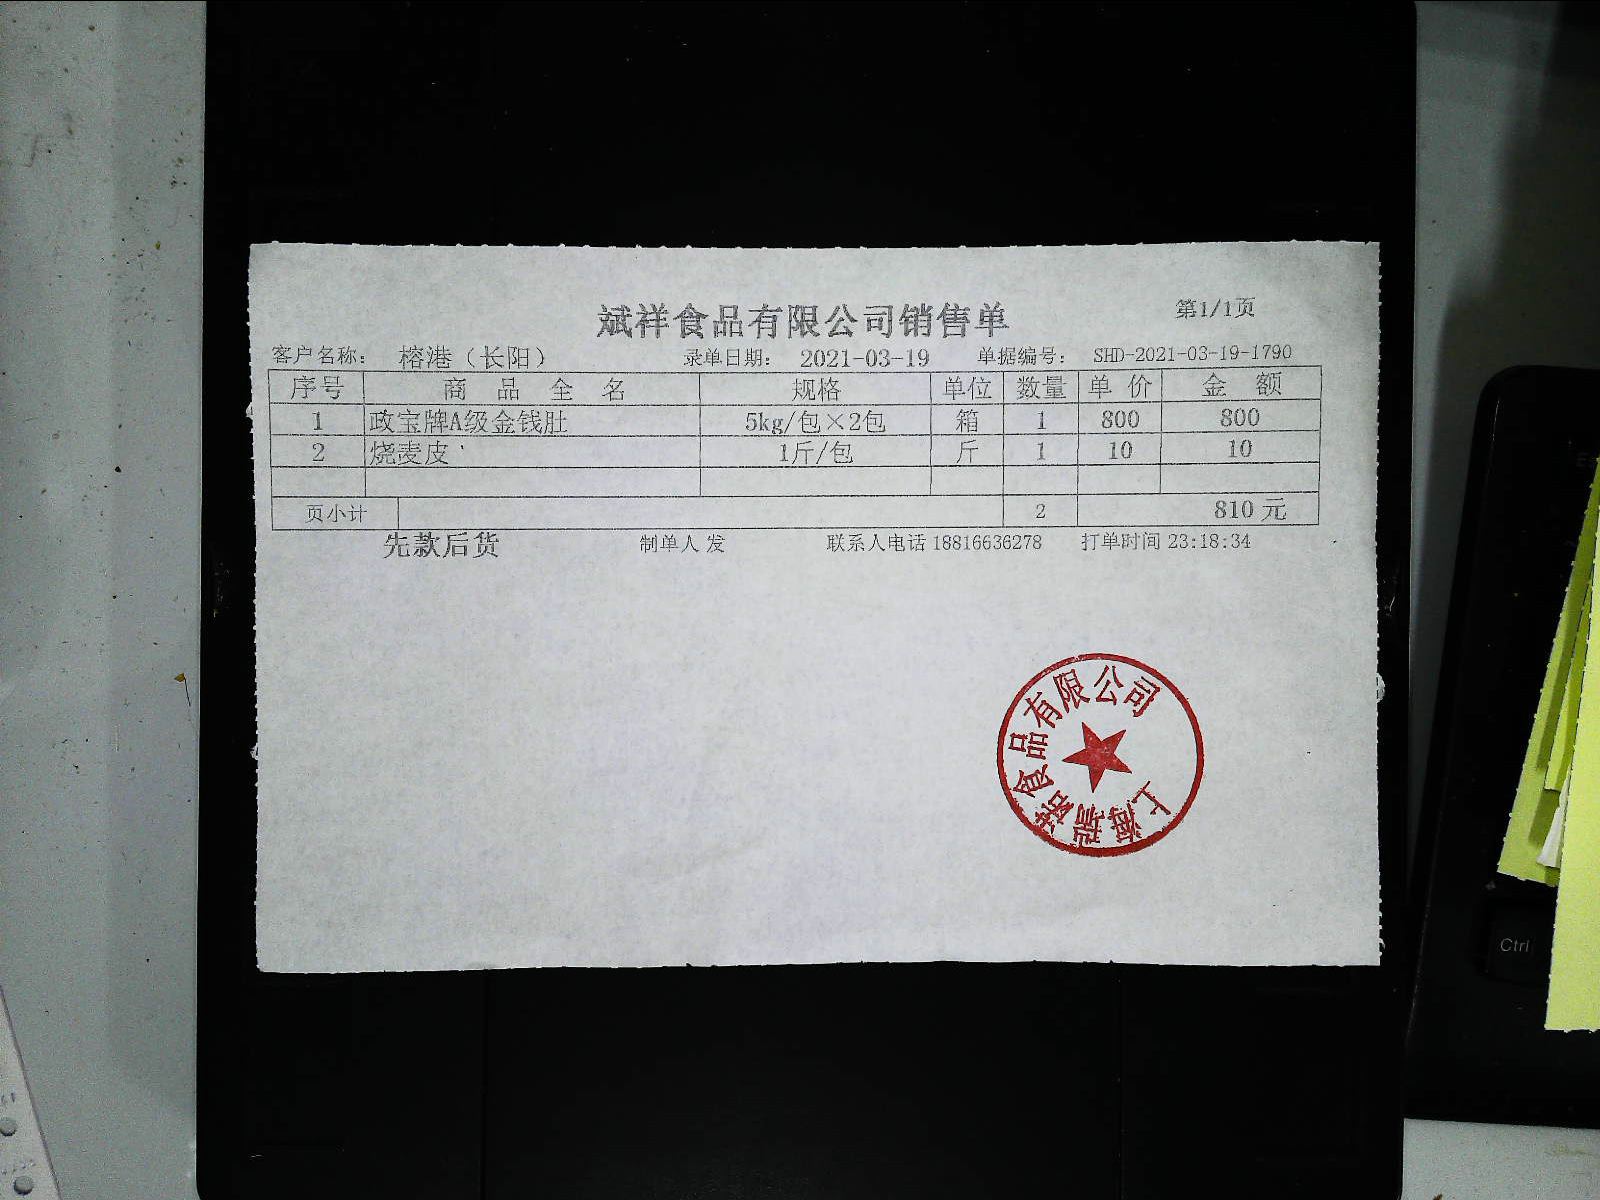 斌祥食品有限公司销售单 第1/1页
客户名称： 榕港（长阳） 录单日期： 2021-03-19 单据编号： SHD-2021-03-19-1790
序号 商品全名 规格 单位 数量 单价 金额
1 政宝牌A级金钱肚 5kg/包×2包 箱 1 800 800
2 烧麦皮 1斤/包 斤 1 10 10
页小计 2 810 元
先款后货 制单人 发 联系人电话 18816636278 打单时间 23:18:34
上海瑞喏食品有限公司
Ctrl